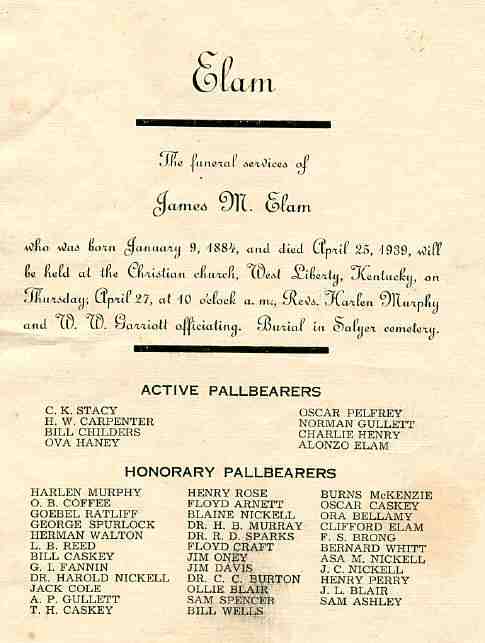 Elam
The funeral services of
James M. Elam
who was born January 9, 1884, and died April 25, 1939, will
be held at the Christian church, West Liberty, Kentucky, on
Thursday, April 27, at 10 o'clock a. m., Revs. Harlen Murphy
and W. W. Garriott officiating. Burial in Salyer cemetery.
ACTIVE PALLBEARERS
C. K. STACY
H. W. CARPENTER
BILL CHILDERS
OVA HANEY
OSCAR PELFREY
NORMAN GULLETT
CHARLIE HENRY
ALONZO ELAM
HONORARY PALLBEARERS
HARLEN MURPHY
O. B. COFFEE
GOEBEL RATLIFF
GEORGE SPURLOCK
HERMAN WALTON
L. B. REED
BILL CASKEY
G. I. FANNIN
DR. HAROLD NICKELL
JACK COLE
A. P. GULLETT
T. H. CASKEY
HENRY ROSE
FLOYD ARNETT
BLAINE NICKELL
DR. H. B. MURRAY
DR. R. D. SPARKS
FLOYD CRAFT
JIM ONEY
JIM DAVIS
DR. C. C. BURTON
OLLIE BLAIR
SAM SPENCER
BILL WELLS
BURNS McKENZIE
OSCAR CASKEY
ORA BELLAMY
CLIFFORD ELAM
F. S. BRONG
BERNARD WHITT
ASA M. NICKELL
J. C. NICKELL
HENRY PERRY
J. L. BLAIR
SAM ASHLEY